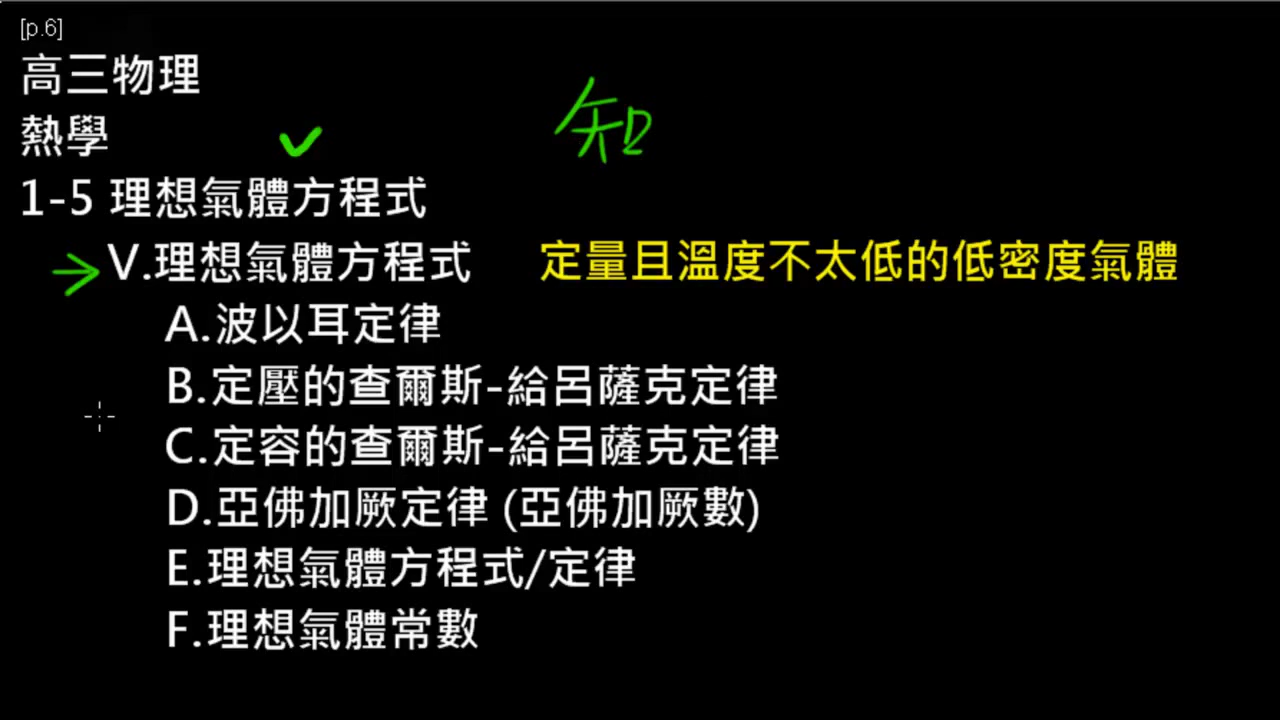 [p.6]
高三物理
熱學
知
1-5 理想氣體方程式
V.理想氣體方程式 定量且溫度不太低的低密度氣體
A.波以耳定律
B.定壓的查爾斯-給呂薩克定律
C.定容的查爾斯-給呂薩克定律
D.亞佛加厥定律 (亞佛加厥數)
E.理想氣體方程式/定律
F.理想氣體常數